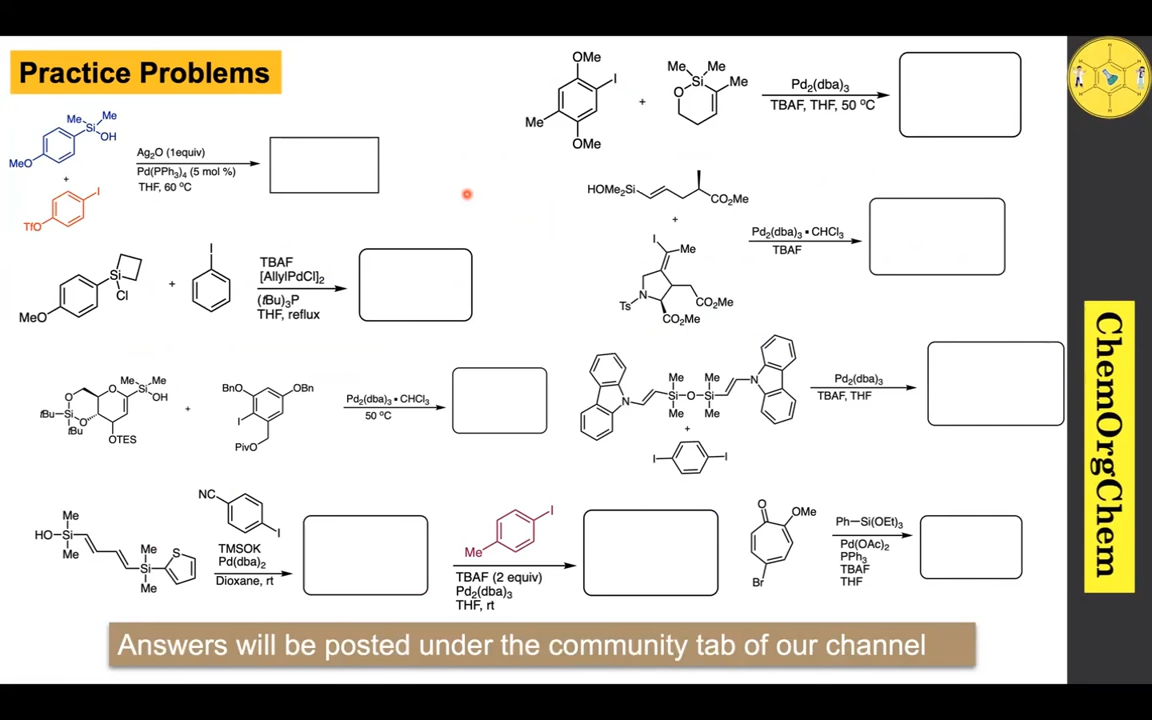 Practice Problems
Me
Me
Si
OH
MeO
+
TfO
I
Ag2O (1equiv)
Pd(PPh3)4 (5 mol %)
THF, 60 ºC
OMe
I
Me
OMe
+
Me
Me
Si
Me
O
Pd2(dba)3
TBAF, THF, 50 ºC
HOMe2Si
CO2Me
+
I
Me
N
Ts
CO2Me
CO2Me
Pd2(dba)3 • CHCl3
TBAF
Si
Cl
MeO
+
I
TBAF
[AllylPdCl]2
(tBu)3P
THF, reflux
O
Me
Me
Si
OH
O
tBu
Si
O
tBu
OTES
+
BnO
OBn
I
PivO
Pd2(dba)3 • CHCl3
50 ºC
N
Me
Me
Si
O
Si
Me
Me
N
+
I
I
Pd2(dba)3
TBAF, THF
Me
HO
Si
Me
Me
Si
Me
S
NC
I
TMSOK
Pd(dba)2
Dioxane, rt
I
Me
TBAF (2 equiv)
Pd2(dba)3
THF, rt
O
OMe
Br
Ph—Si(OEt)3
Pd(OAc)2
PPh3
TBAF
THF
Answers will be posted under the community tab of our channel
ChemOrgChem